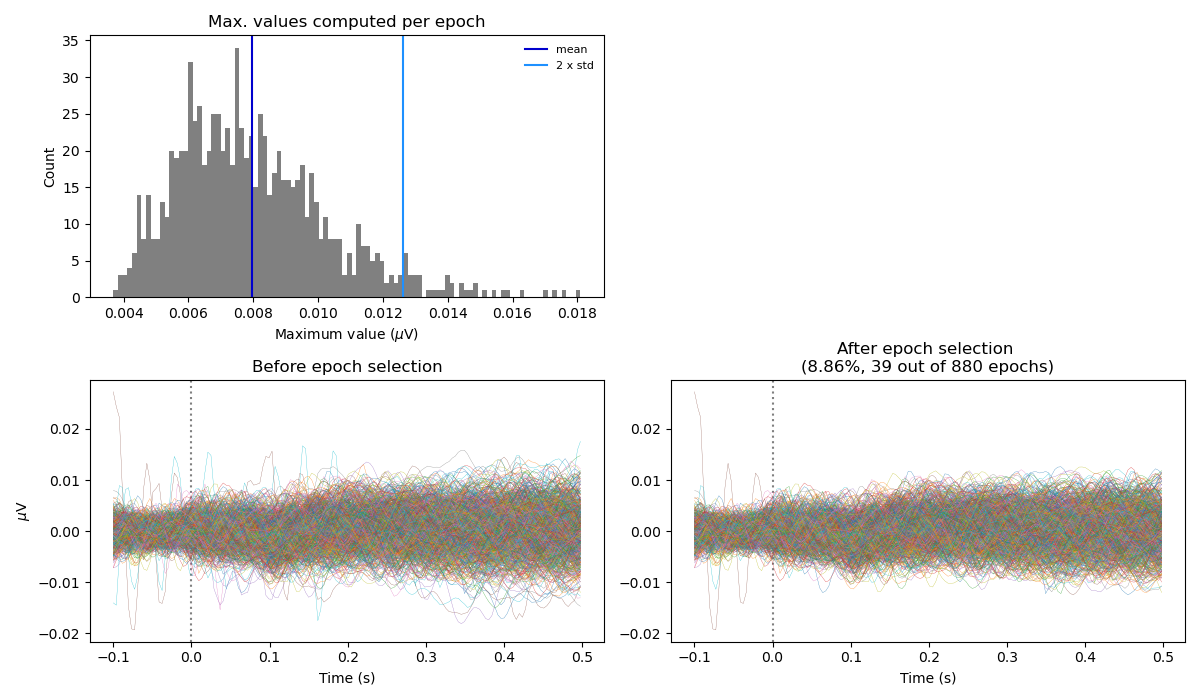 Max. values computed per epoch
35
30
25
20
15
10
5
0
Count
mean
2 x std
0.004 0.006 0.008 0.010 0.012 0.014 0.016 0.018
Maximum value (μV)
Before epoch selection
0.02
0.01
0.00
−0.01
−0.02
μV
−0.1 0.0 0.1 0.2 0.3 0.4 0.5
Time (s)
After epoch selection
(8.86%, 39 out of 880 epochs)
0.02
0.01
0.00
−0.01
−0.02
−0.1 0.0 0.1 0.2 0.3 0.4 0.5
Time (s)